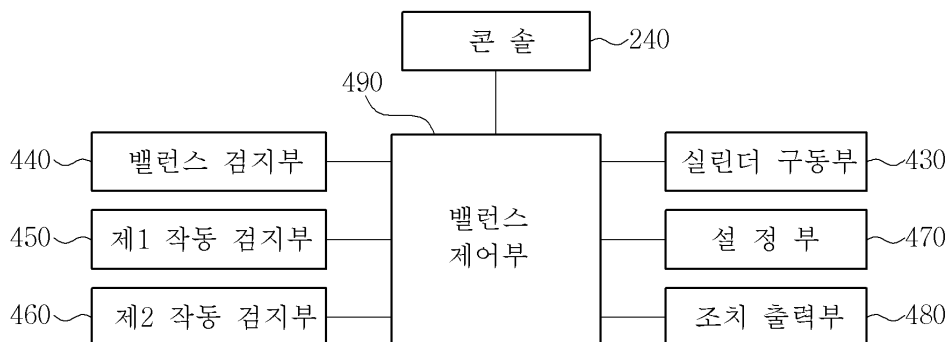 콘 솔
240
490
440
밸런스 검지부
실린더 구동부
430
450
제1 작동 검지부
밸런스
제어부
설 정 부
470
460
제2 작동 검지부
조치 출력부
480